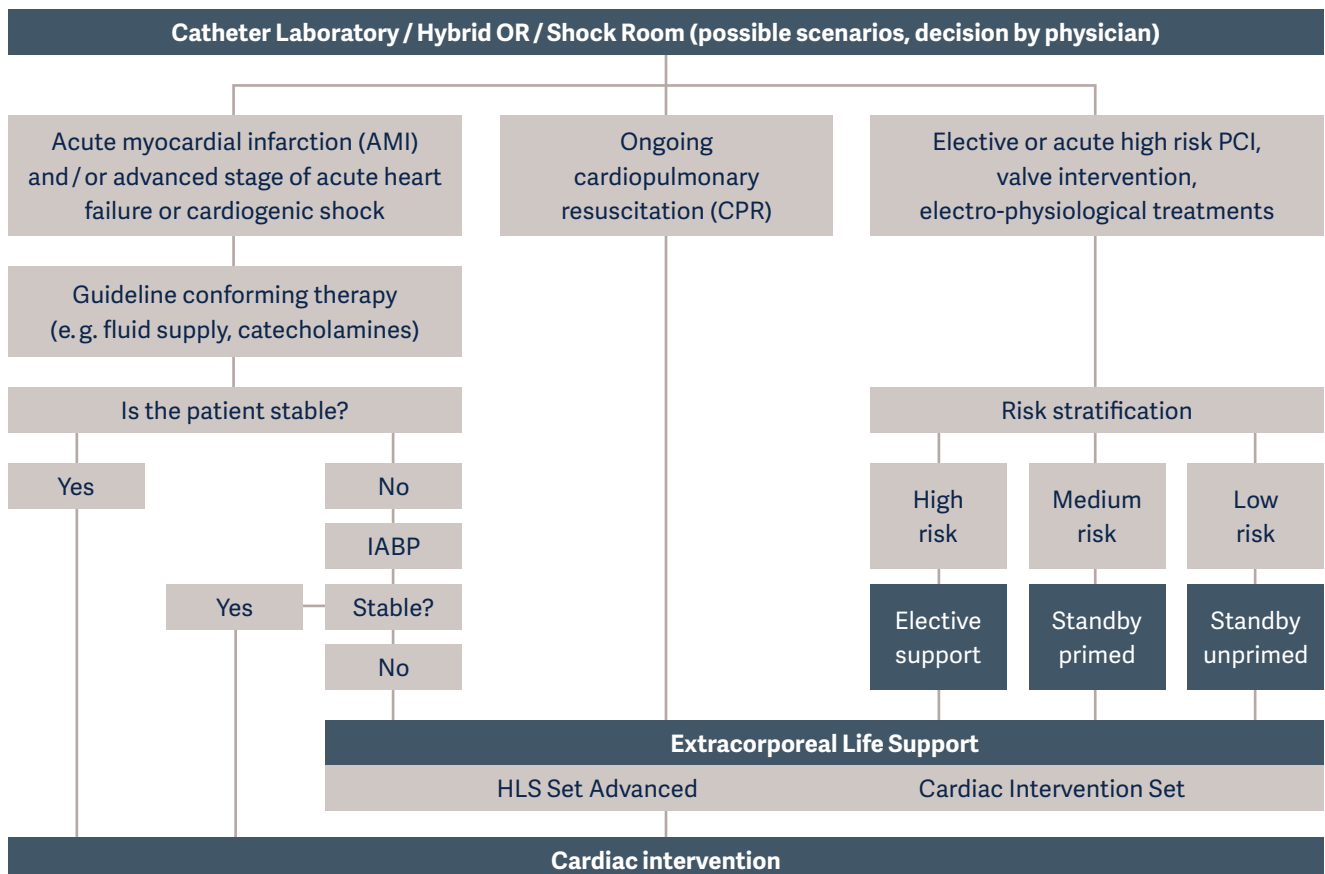 Catheter Laboratory / Hybrid OR / Shock Room (possible scenarios, decision by physician)
Acute myocardial infarction (AMI)
and / or advanced stage of acute heart
failure or cardiogenic shock
Ongoing
cardiopulmonary
resuscitation (CPR)
Elective or acute high risk PCI,
valve intervention,
electro-physiological treatments
Guideline conforming therapy
(e. g. fluid supply, catecholamines)
Is the patient stable?
Risk stratification
Yes
No
IABP
Yes
Stable?
No
High
risk
Medium
risk
Low
risk
Elective
support
Standby
primed
Standby
unprimed
Extracorporeal Life Support
HLS Set Advanced
Cardiac Intervention Set
Cardiac intervention